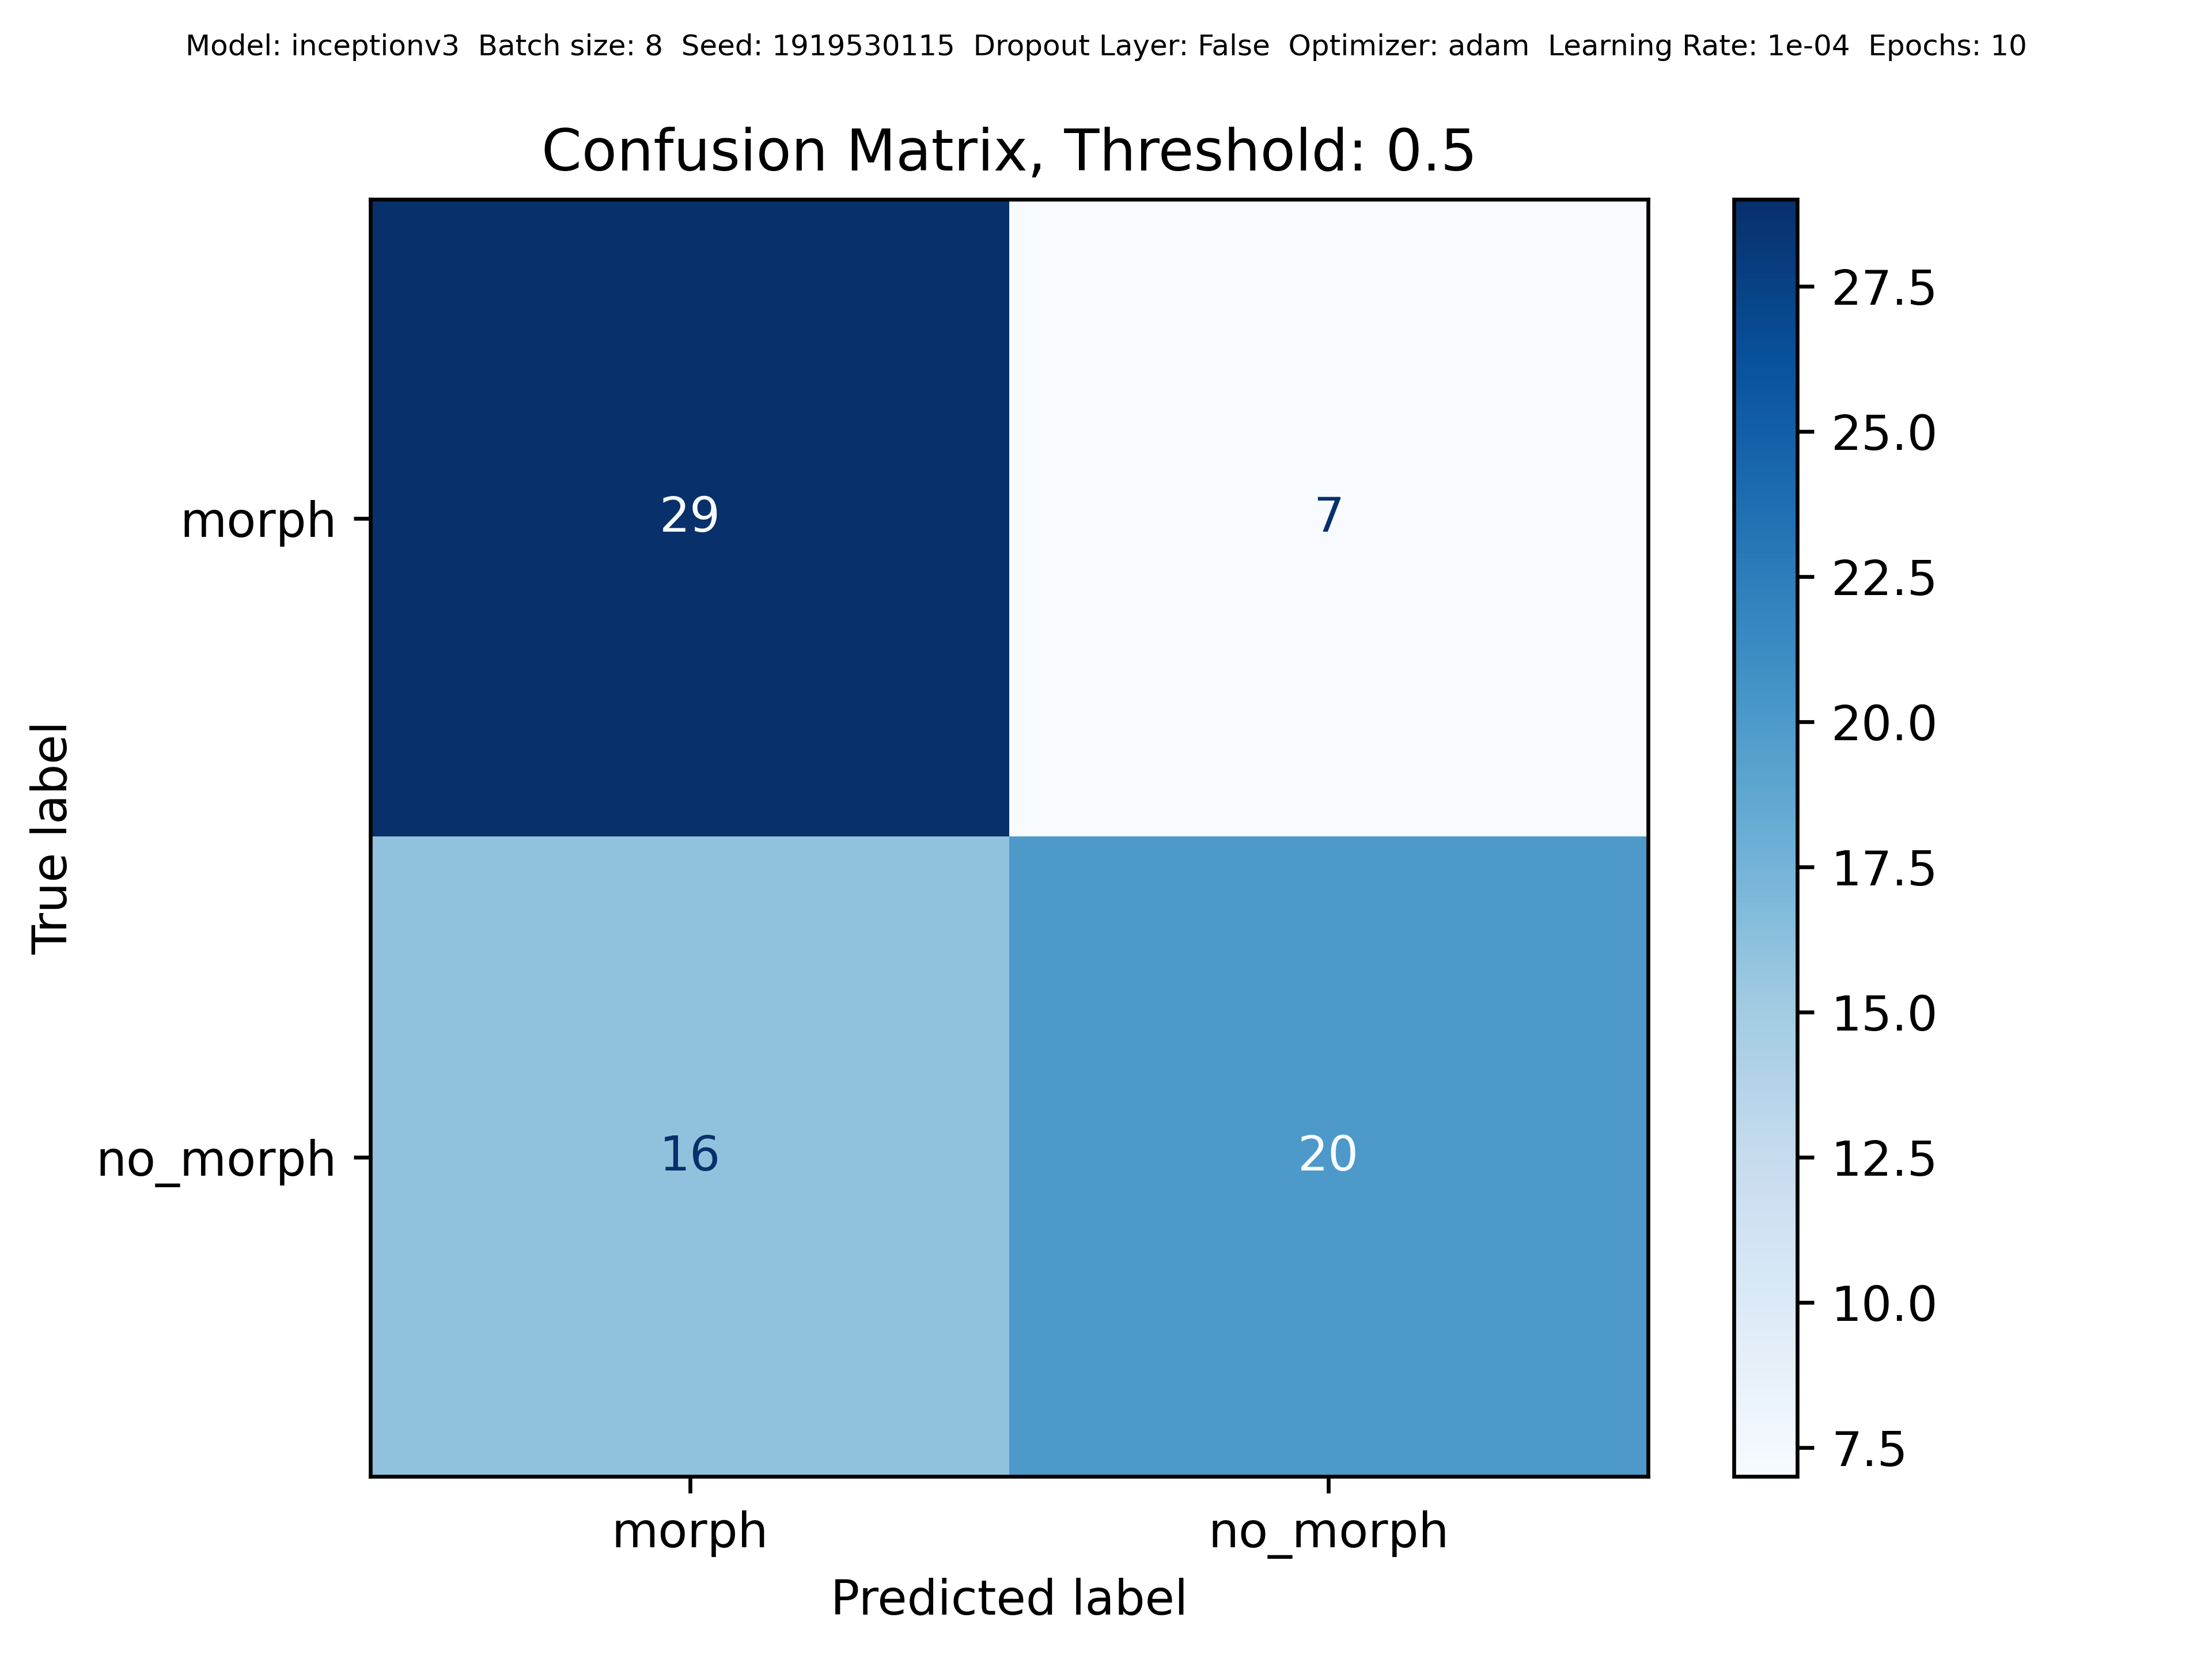 Model: inceptionv3  Batch size: 8  Seed: 1919530115  Dropout Layer: False  Optimizer: adam  Learning Rate: 1e-04  Epochs: 10
Confusion Matrix, Threshold: 0.5
True label
morph
no_morph
29
7
16
20
morph
no_morph
Predicted label
27.5
25.0
22.5
20.0
17.5
15.0
12.5
10.0
7.5